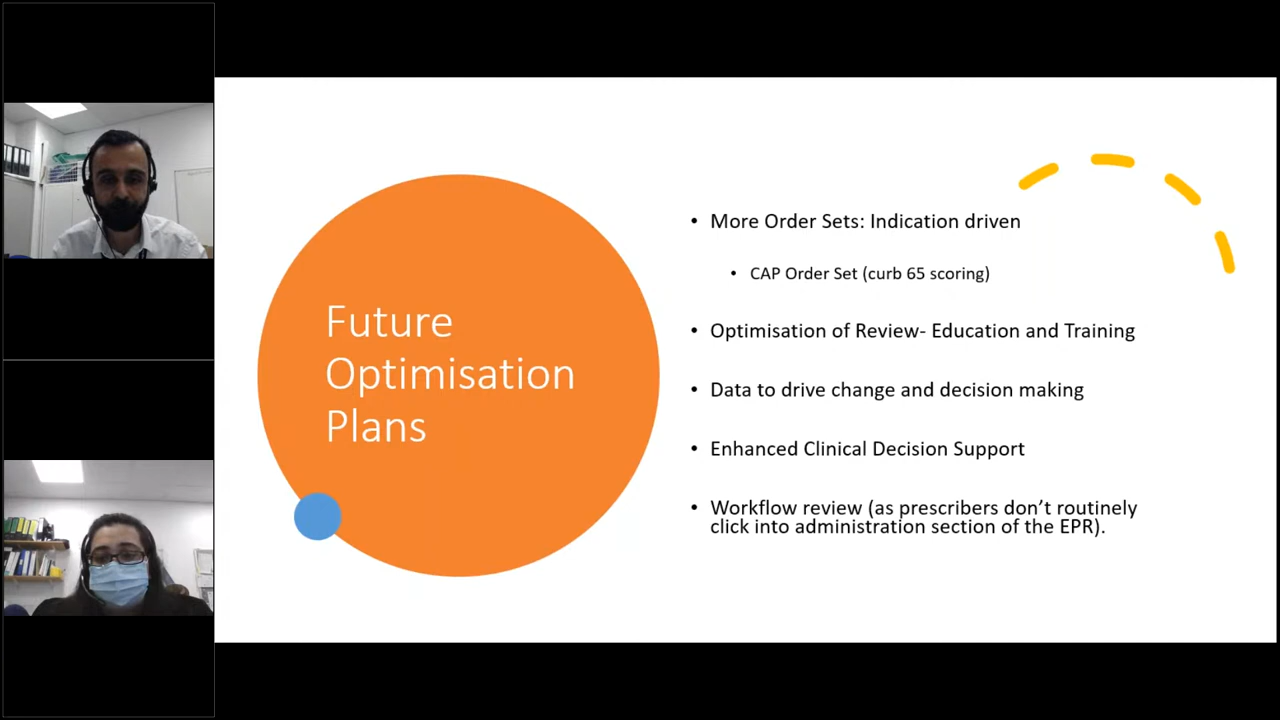 Future
Optimisation
Plans
• More Order Sets: Indication driven
• CAP Order Set (curb 65 scoring)
• Optimisation of Review- Education and Training
• Data to drive change and decision making
• Enhanced Clinical Decision Support
• Workflow review (as prescribers don’t routinely
click into administration section of the EPR).